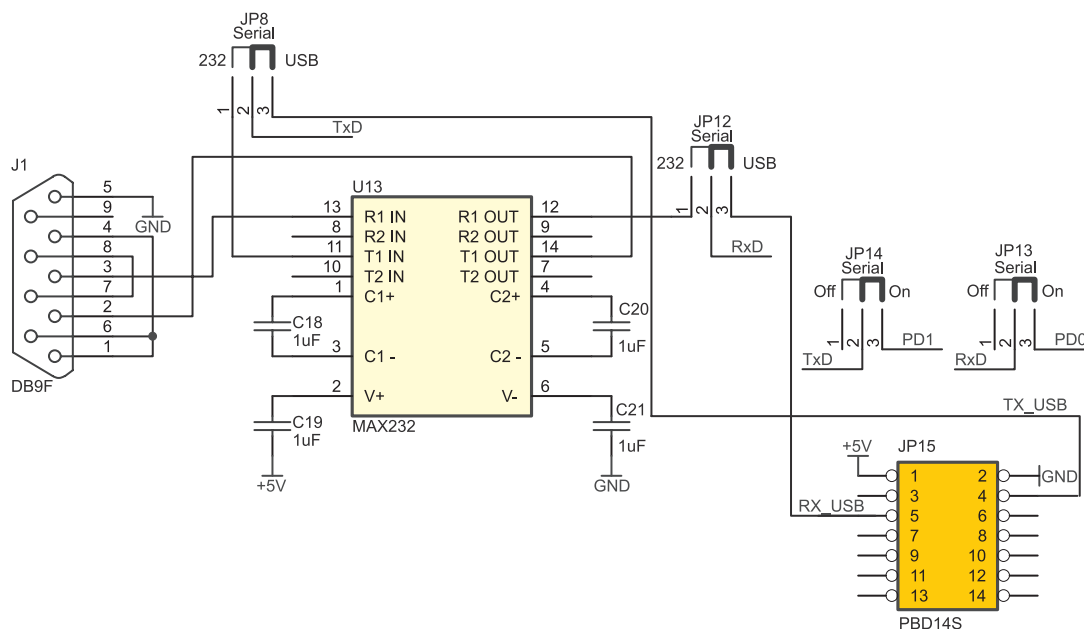 JP8
Serial
232
USB
1
2
3
TxD
JP12
Serial
232
USB
1
2
3
RxD
J1
5
9
4
8
3
7
2
6
1
GND
DB9F
U13
13 R1 IN R1 OUT 12
8 R2 IN R2 OUT 9
11 T1 IN T1 OUT 14
10 T2 IN T2 OUT 7
1 C1+ C2+ 4
3 C1 - C2 - 5
2 V+ V- 6
MAX232
C18
1uF
C20
1uF
C19
1uF
+5V
C21
1uF
GND
JP14
Serial
Off
On
1
2
3
TxD
PD1
JP13
Serial
Off
On
1
2
3
RxD
PD0
TX_USB
+5V
JP15
GND
RX_USB
1 2
3 4
5 6
7 8
9 10
11 12
13 14
PBD14S